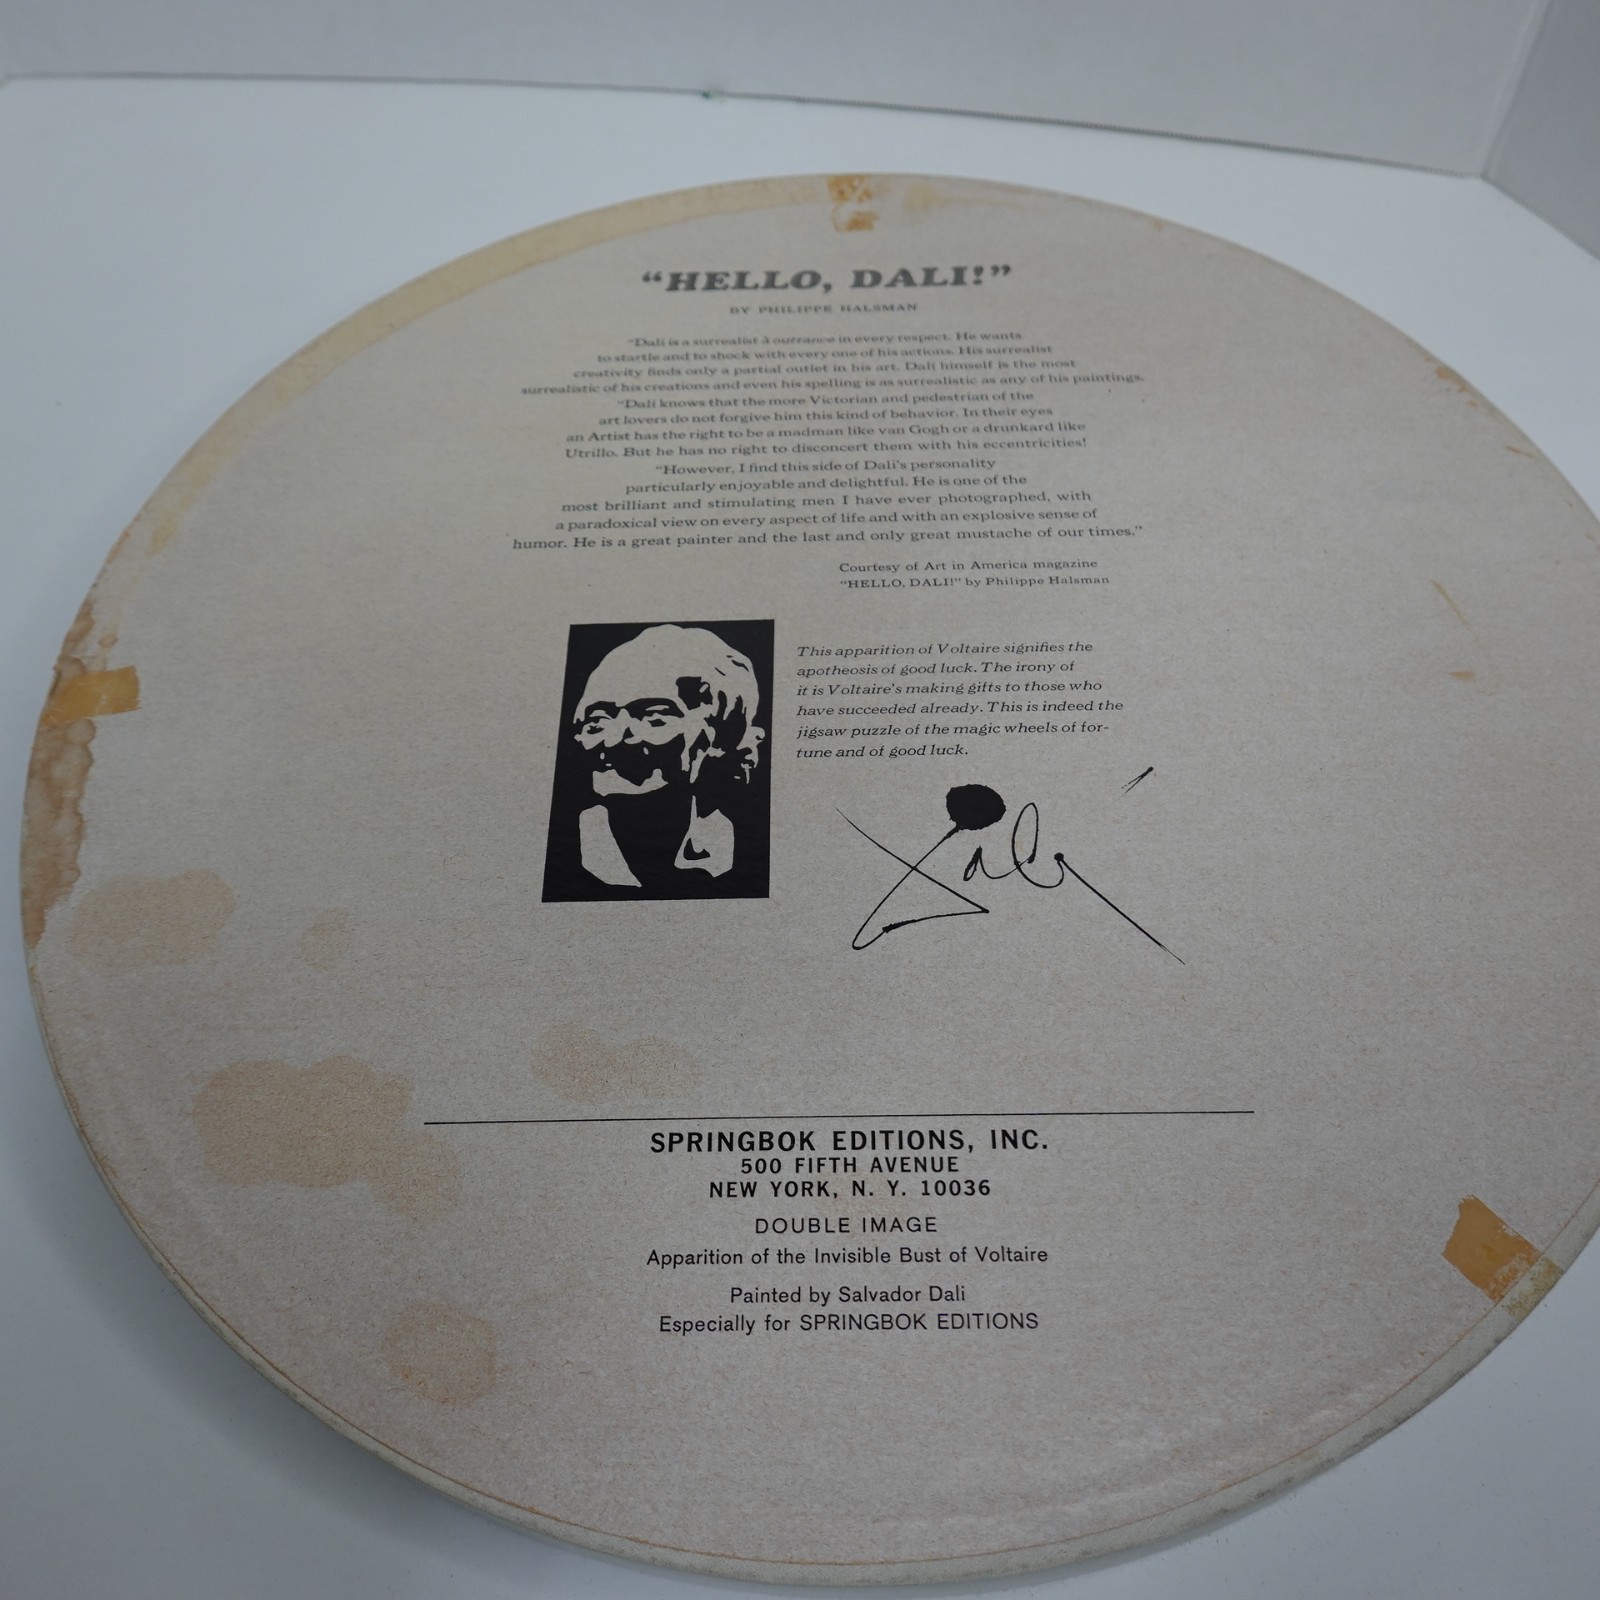 “HELLO, DALI!”
BY PHILIPPE HALSMAN
“Dali is a surrealist à outrance in every respect. He wants
to startle and to shock with every one of his actions. His surrealist
creativity finds only a partial outlet in his art. Dali himself is the most
surrealistic of his creations and even his spelling is as surrealistic as any of his paintings.
“Dali knows that the more Victorian and pedestrian of the
art lovers do not forgive him this kind of behavior. In their eyes
an Artist has the right to be a madman like van Gogh or a drunkard like
Utrillo. But he has no right to disconcert them with his eccentricities!
“However, I find this side of Dali's personality
particularly enjoyable and delightful. He is one of the
most brilliant and stimulating men I have ever photographed, with
a paradoxical view on every aspect of life and with an explosive sense of
humor. He is a great painter and the last and only great mustache of our times.”
Courtesy of Art in America magazine
“HELLO, DALI!” by Philippe Halsman
This apparition of Voltaire signifies the
apotheosis of good luck. The irony of
it is Voltaire's making gifts to those who
have succeeded already. This is indeed the
jigsaw puzzle of the magic wheels of for-
tune and of good luck.
Dalí
SPRINGBOK EDITIONS, INC.
500 FIFTH AVENUE
NEW YORK, N. Y. 10036
DOUBLE IMAGE
Apparition of the Invisible Bust of Voltaire
Painted by Salvador Dali
Especially for SPRINGBOK EDITIONS